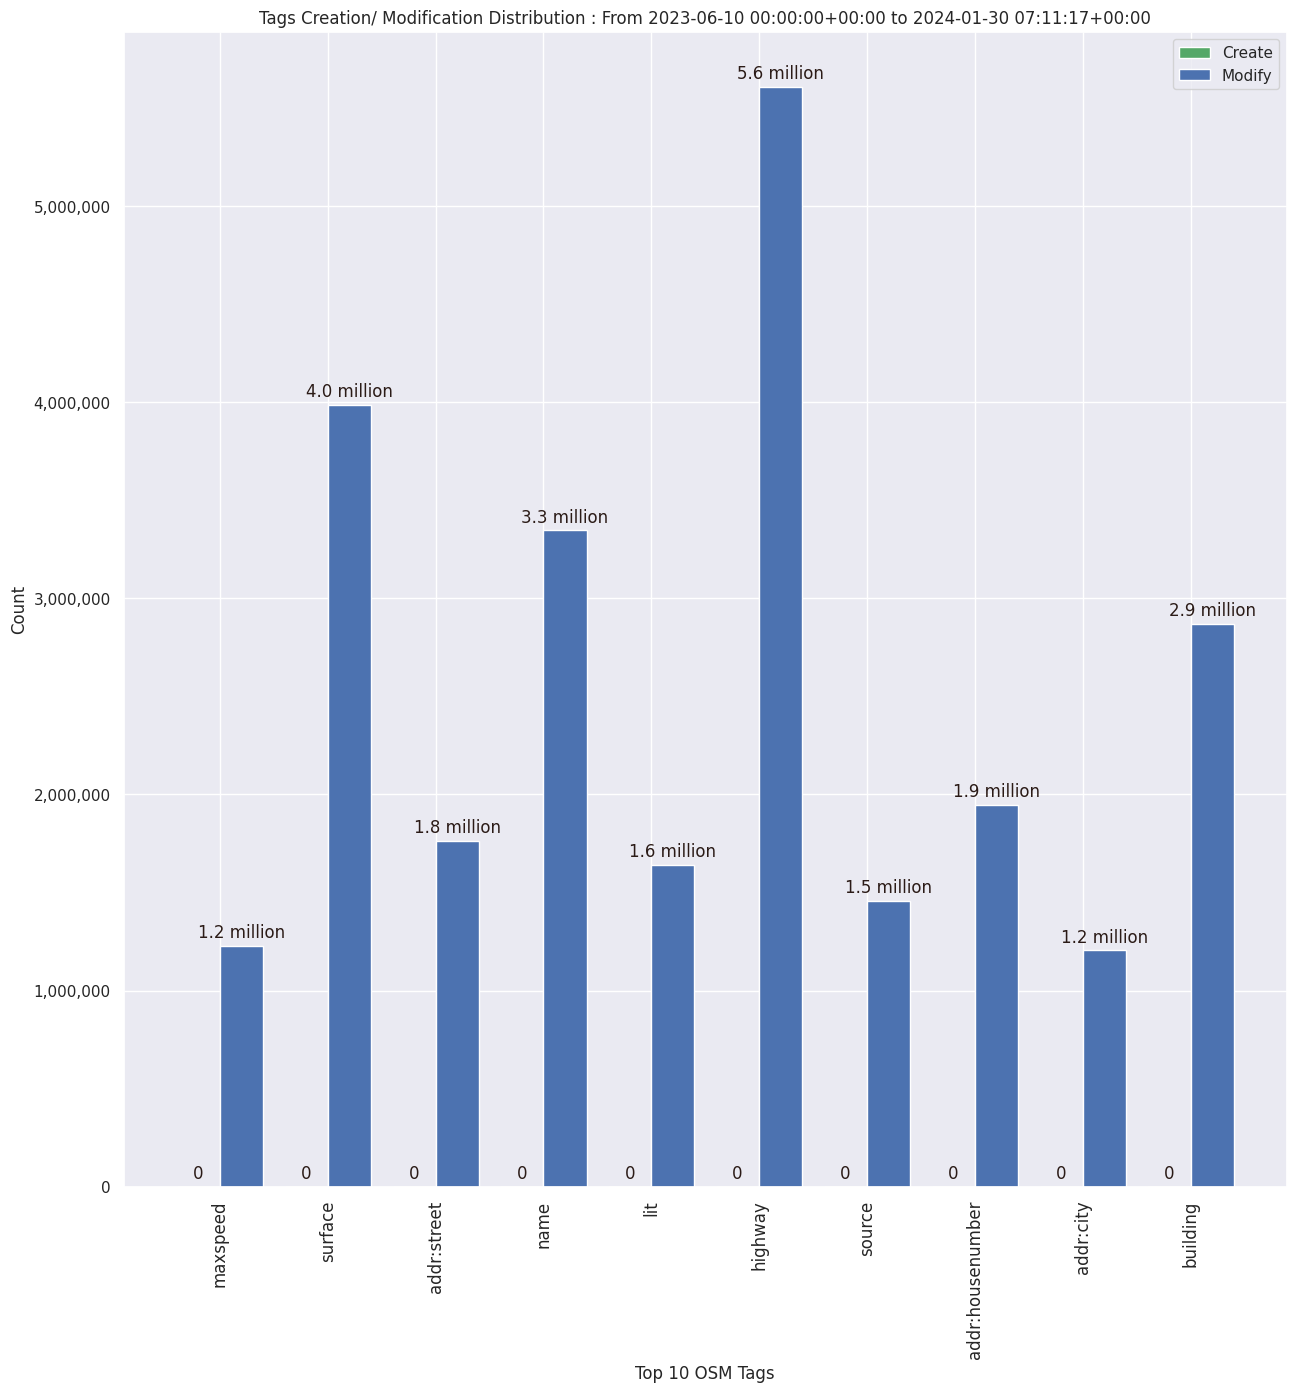 Tags Creation/ Modification Distribution : From 2023-06-10 00:00:00+00:00 to 2024-01-30 07:11:17+00:00
Create
Modify
5.6 million
5,000,000
4.0 million
4,000,000
3.3 million
3,000,000
2.9 million
Count
2,000,000
1.9 million
1.8 million
1.6 million
1.5 million
1.2 million
1.2 million
1,000,000
0
0 0 0 0 0 0 0 0 0 0
maxspeed
surface
addr:street
name
lit
highway
source
addr:housenumber
addr:city
building
Top 10 OSM Tags